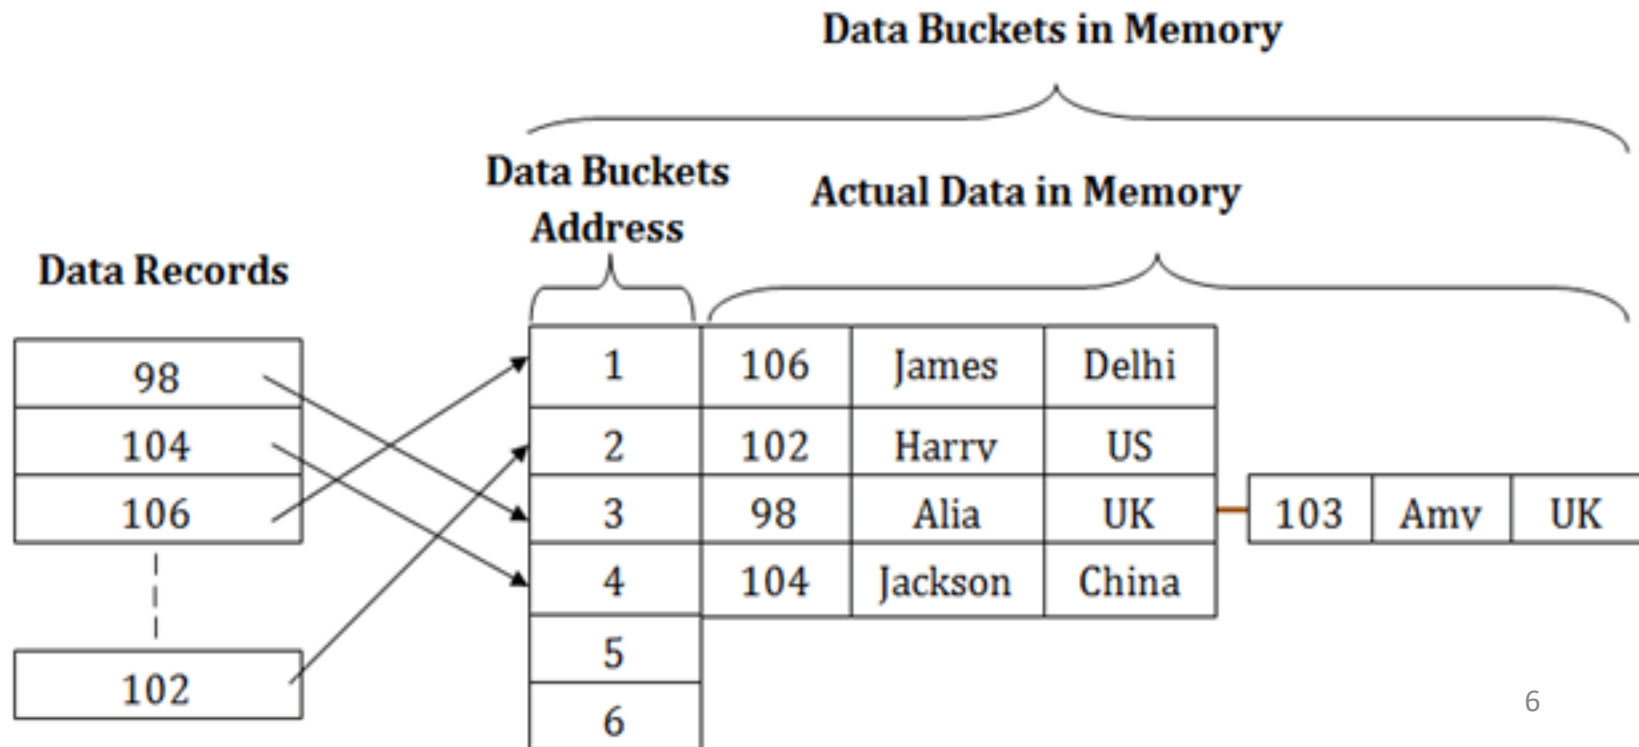 Data Buckets in Memory
Data Buckets
Address
Actual Data in Memory
Data Records
98
104
106
102
1 106 James Delhi
2 102 Harry US
3 98 Alia UK 103 Amy UK
4 104 Jackson China
5
6
6